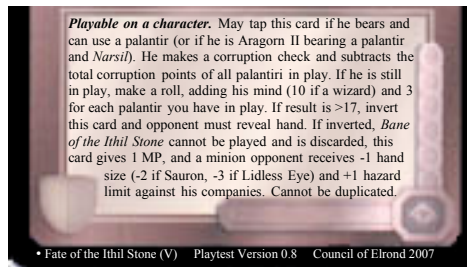 Playable on a character. May tap this card if he bears and
can use a palantir (or if he is Aragorn II bearing a palantir
and Narsil). He makes a corruption check and subtracts the
total corruption points of all palantiri in play. If he is still
in play, make a roll, adding his mind (10 if a wizard) and 3
for each palantir you have in play. If result is >17, invert
this card and opponent must reveal hand. If inverted, Bane
of the Ithil Stone cannot be played and is discarded, this
card gives 1 MP, and a minion opponent receives -1 hand
size (-2 if Sauron, -3 if Lidless Eye) and +1 hazard
limit against his companies. Cannot be duplicated.
• Fate of the Ithil Stone (V) Playtest Version 0.8 Council of Elrond 2007